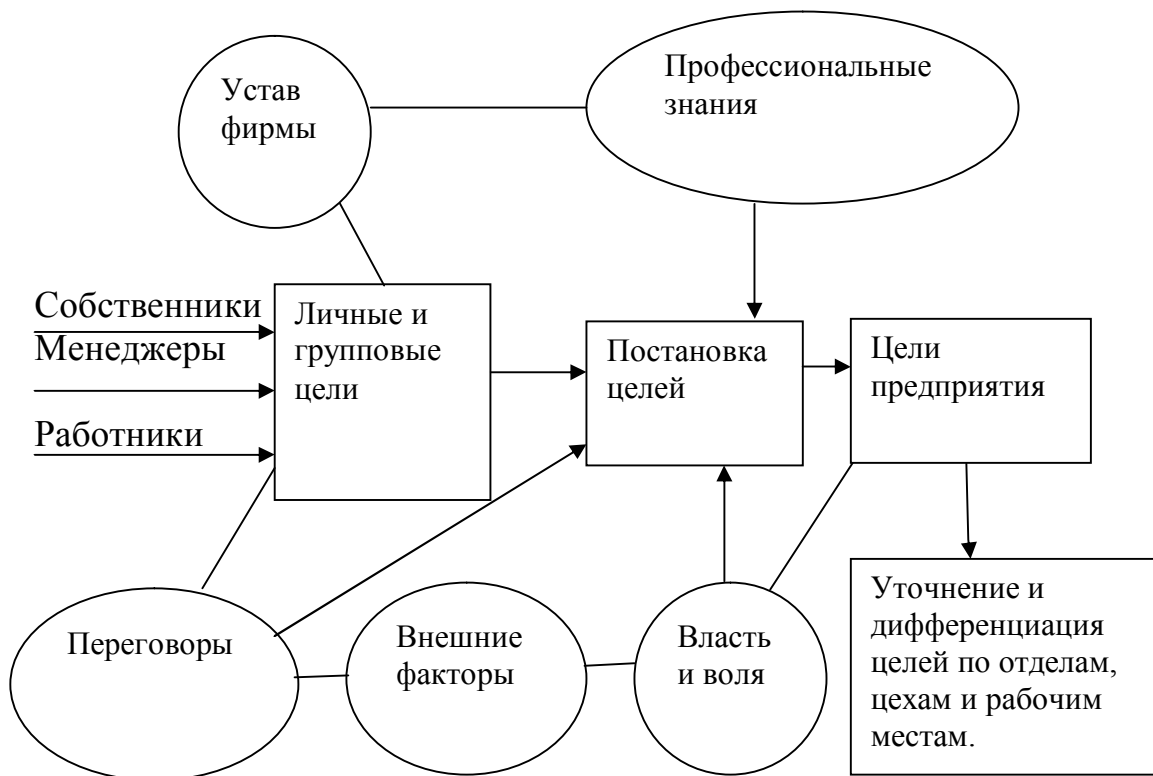 Устав
фирмы
Профессиональные
знания
Собственники
Менеджеры
Работники
Личные и
групповые
цели
Постановка
целей
Цели
предприятия
Переговоры
Внешние
факторы
Власть
и воля
Уточнение и
дифференциация
целей по отделам,
цехам и рабочим
местам.